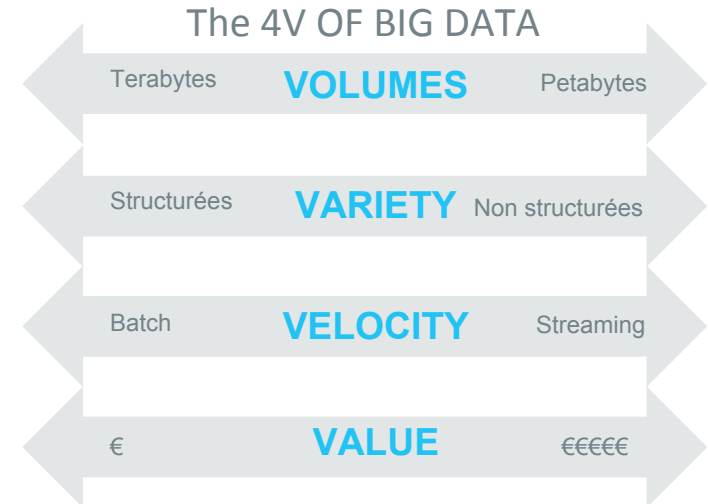 The 4V OF BIG DATA
Terabytes VOLUMES Petabytes
Structurées VARIETY Non structurées
Batch VELOCITY Streaming
€ VALUE €€€€€